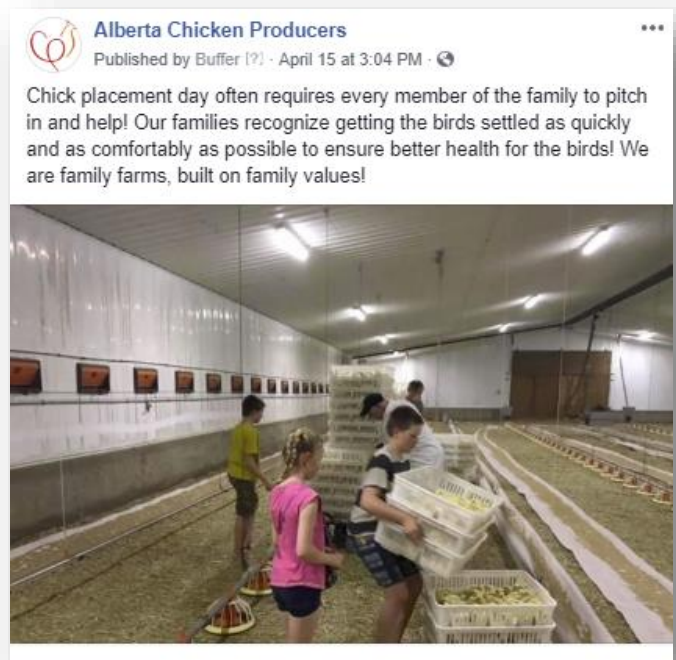 Alberta Chicken Producers
Published by Buffer [?] · April 15 at 3:04 PM ·
Chick placement day often requires every member of the family to pitch
in and help! Our families recognize getting the birds settled as quickly
and as comfortably as possible to ensure better health for the birds! We
are family farms, built on family values!